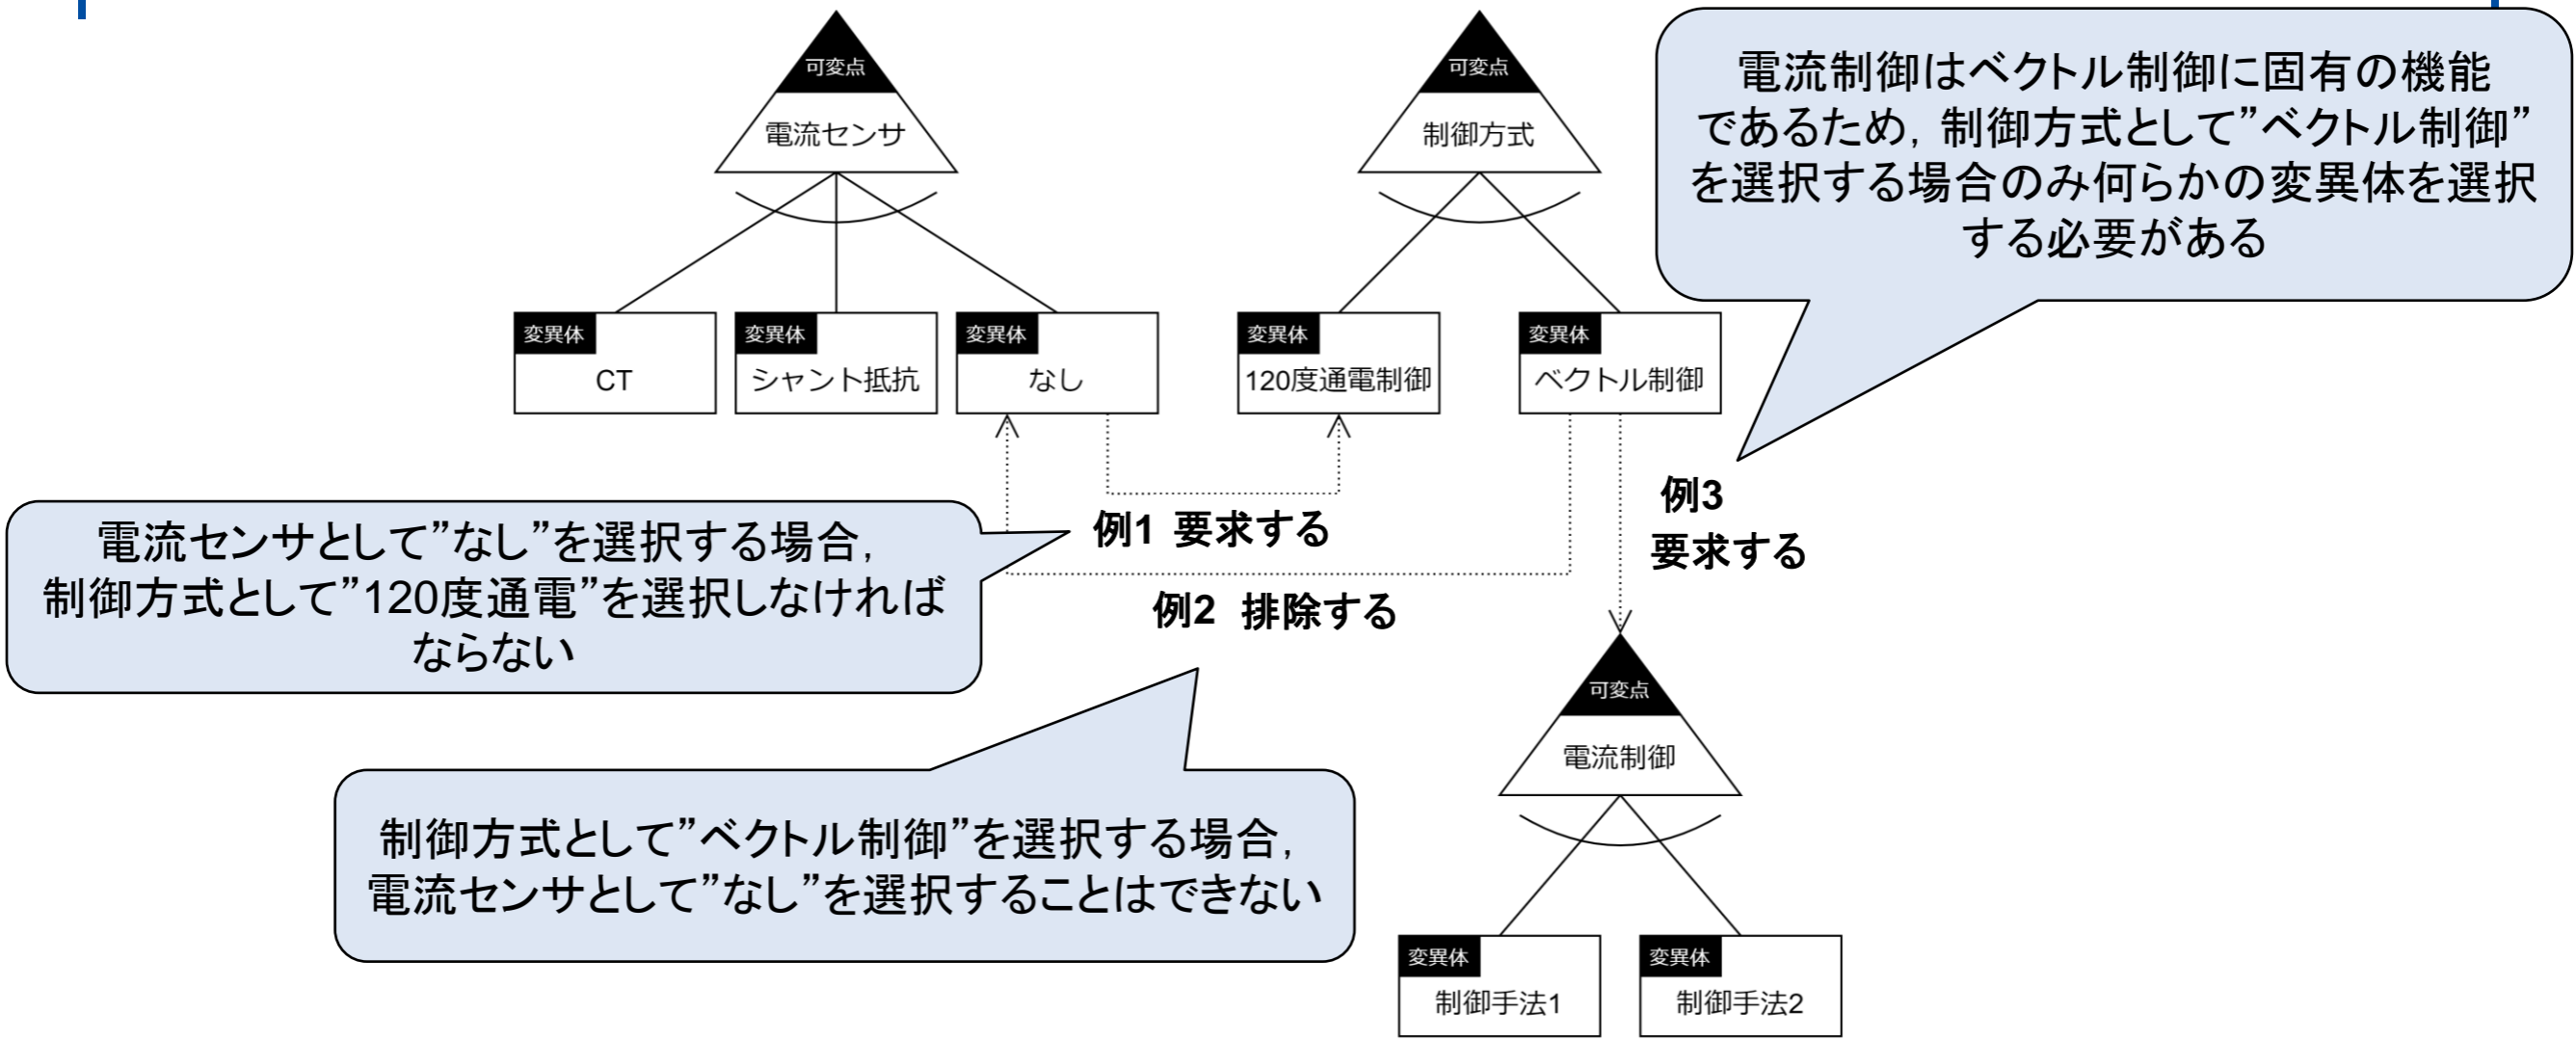 可変点
電流センサ
変異体
CT
変異体
シャント抵抗
変異体
なし
可変点
制御方式
変異体
120度通電制御
変異体
ベクトル制御
電流制御はベクトル制御に固有の機能
であるため，制御方式として”ベクトル制御”
を選択する場合のみ何らかの変異体を選択
する必要がある
例1 要求する
例2 排除する
例3
要求する
電流センサとして”なし”を選択する場合，
制御方式として”120度通電”を選択しなければ
ならない
制御方式として”ベクトル制御”を選択する場合，
電流センサとして”なし”を選択することはできない
可変点
電流制御
変異体
制御手法1
変異体
制御手法2